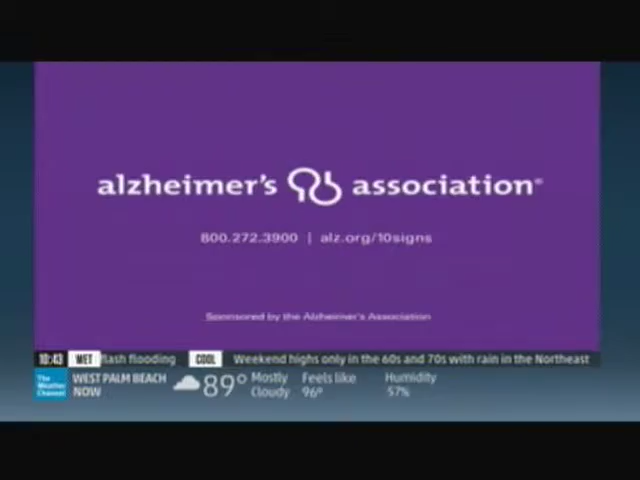 alzheimer's association®
800.272.3900 | alz.org/10signs
Sponsored by the Alzheimer's Association
10:43 WET flash flooding COOL Weekend highs only in the 60s and 70s with rain in the Northeast
The
Weather
Channel
WEST PALM BEACH
NOW
89°
Mostly
Cloudy
Feels like
96°
Humidity
57%